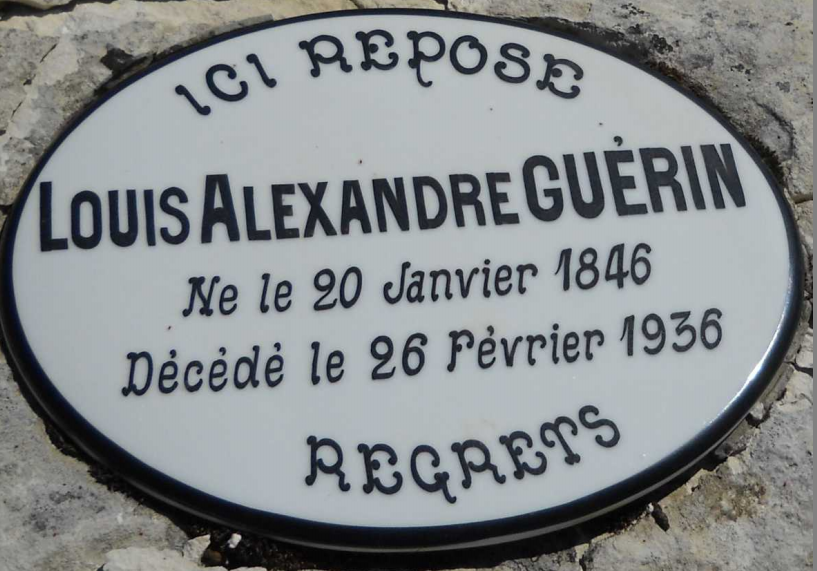 ICI REPOSE
LOUIS ALEXANDRE GUÉRIN
Ne le 20 Janvier 1846
Décédé le 26 Février 1936
REGRETS